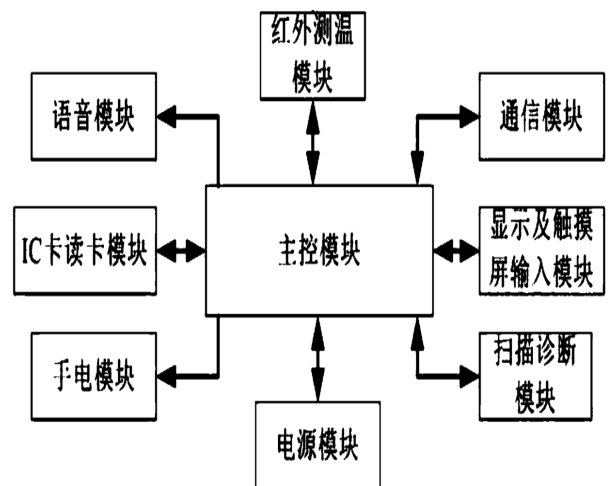 红外测温
模块
语音模块
通信模块
IC卡读卡模块
主控模块
显示及触摸
屏输入模块
手电模块
扫描诊断
模块
电源模块